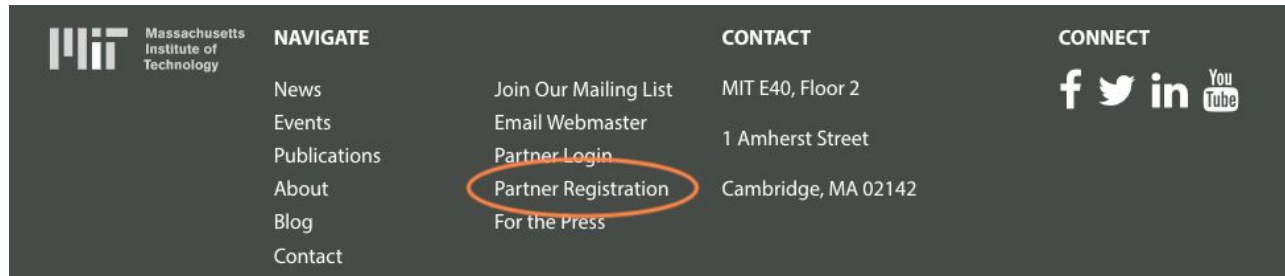 Massachusetts
Institute of
Technology
NAVIGATE
News
Events
Publications
About
Blog
Contact
Join Our Mailing List
Email Webmaster
Partner Login
Partner Registration
For the Press
CONTACT
MIT E40, Floor 2
1 Amherst Street
Cambridge, MA 02142
CONNECT
f
in
You
Tube